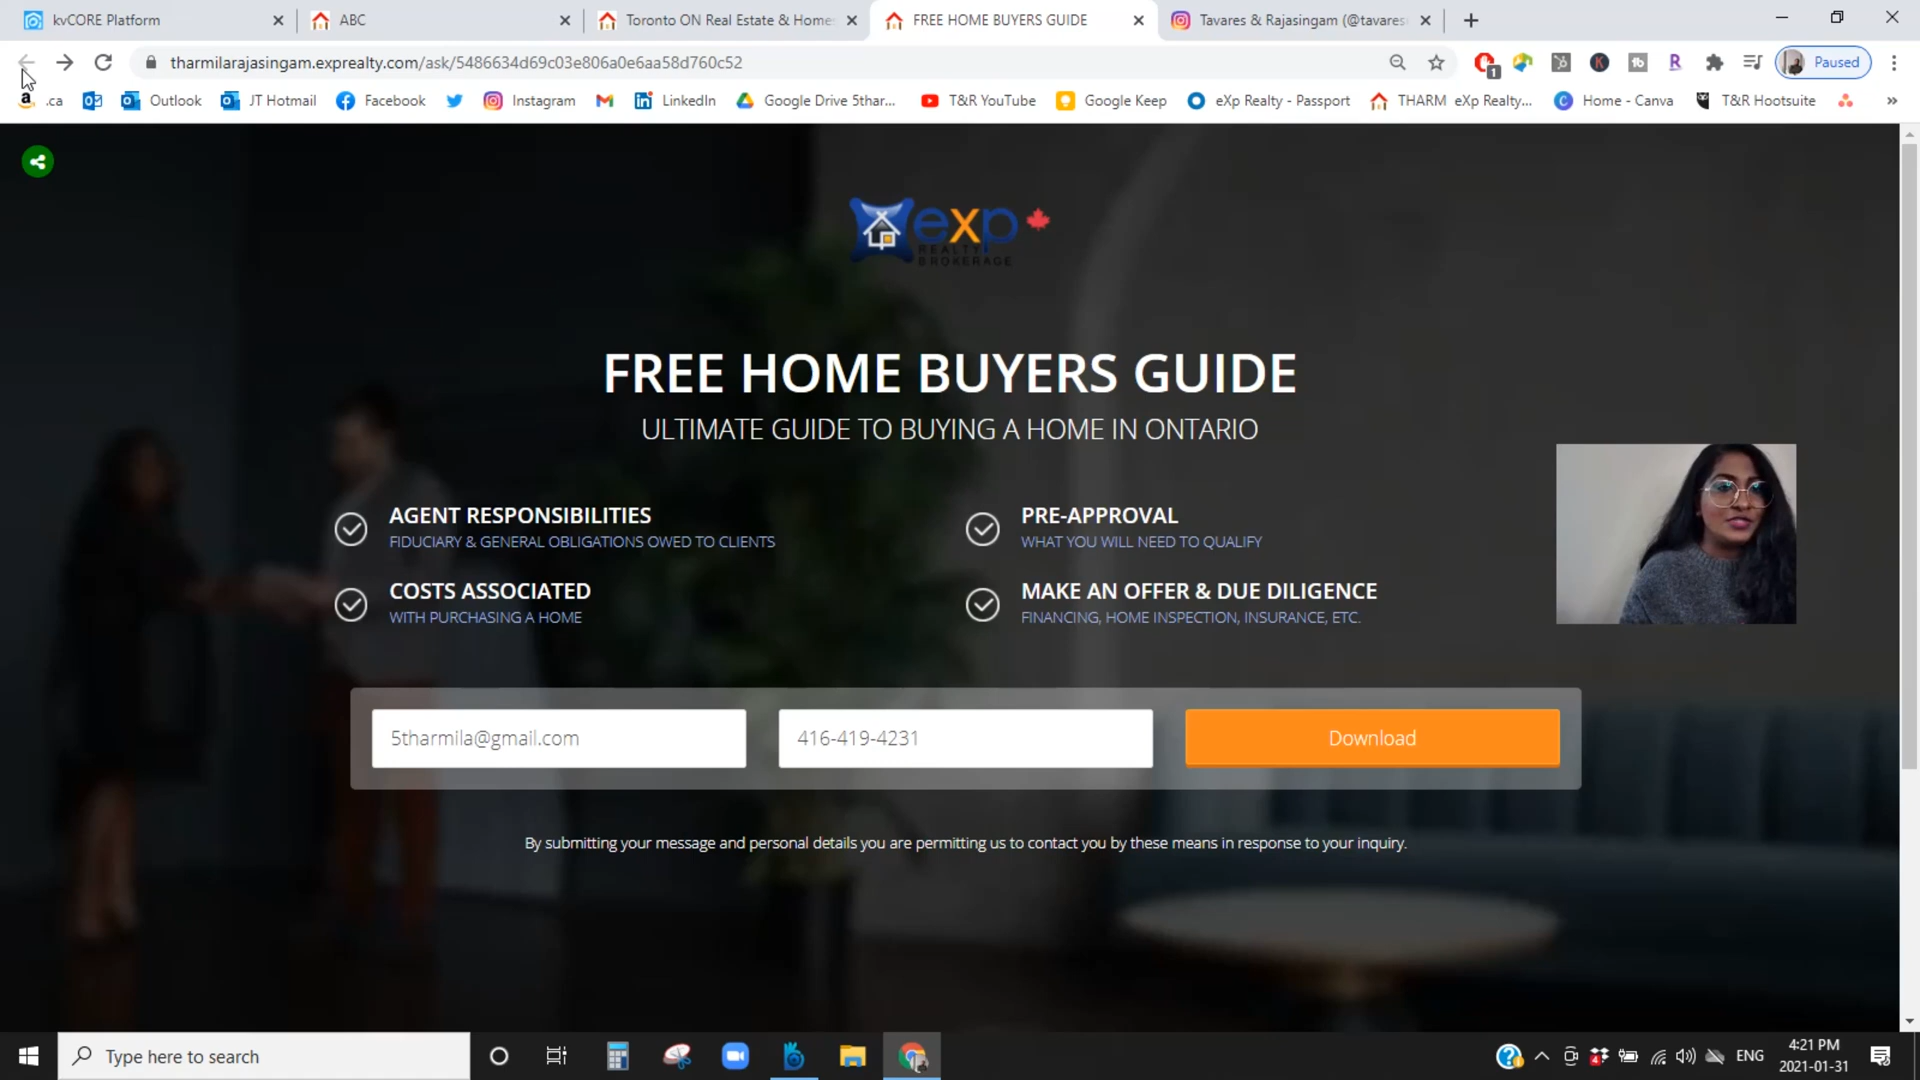 kvCORE Platform
ABC
Toronto ON Real Estate & Home
FREE HOME BUYERS GUIDE
Tavares & Rajasingam (@tavares
tharmilarajasingam.exprealty.com/ask/5486634d69c03e806a0e6aa58d760c52
1
Paused
.ca
Outlook
JT Hotmail
Facebook
Instagram
LinkedIn
Google Drive 5thar...
T&R YouTube
Google Keep
eXp Realty - Passport
THARM eXp Realty...
Home - Canva
T&R Hootsuite
exp
REALTY
BROKERAGE
FREE HOME BUYERS GUIDE
ULTIMATE GUIDE TO BUYING A HOME IN ONTARIO
AGENT RESPONSIBILITIES
FIDUCIARY & GENERAL OBLIGATIONS OWED TO CLIENTS
PRE-APPROVAL
WHAT YOU WILL NEED TO QUALIFY
COSTS ASSOCIATED
WITH PURCHASING A HOME
MAKE AN OFFER & DUE DILIGENCE
FINANCING, HOME INSPECTION, INSURANCE, ETC.
5tharmila@gmail.com
416-419-4231
Download
By submitting your message and personal details you are permitting us to contact you by these means in response to your inquiry.
Type here to search
ENG
4:21 PM
2021-01-31